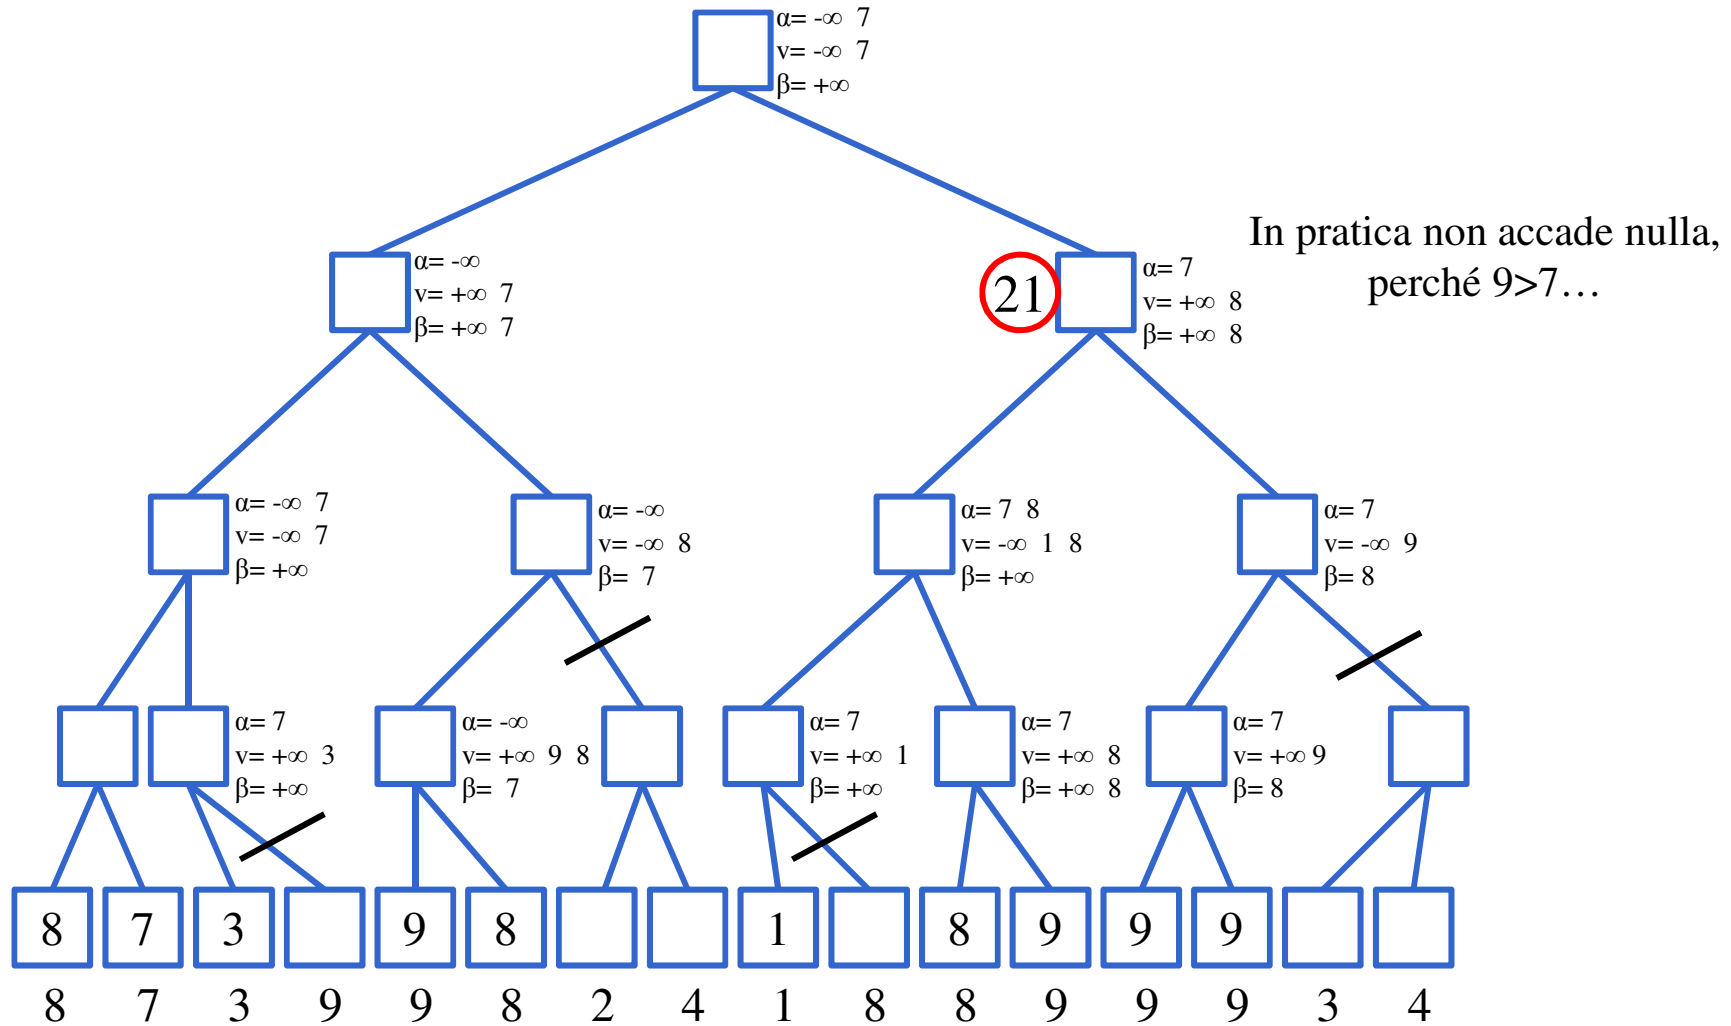 α= -∞ 7
v= -∞ 7
β= +∞
In pratica non accade nulla,
perché 9>7…
α= -∞
v= +∞ 7
β= +∞ 7
21
α= 7
v= +∞ 8
β= +∞ 8
α= -∞ 7
v= -∞ 7
β= +∞
α= -∞
v= -∞ 8
β= 7
α= 7 8
v= -∞ 1 8
β= +∞
α= 7
v= -∞ 9
β= 8
α= 7
v= +∞ 3
β= +∞
α= -∞
v= +∞ 9 8
β= 7
α= 7
v= +∞ 1
β= +∞
α= 7
v= +∞ 8
β= +∞ 8
α= 7
v= +∞ 9
β= 8
8 7 3 9 8 1 8 9 9 9
8 7 3 9 9 8 2 4 1 8 8 9 9 9 3 4